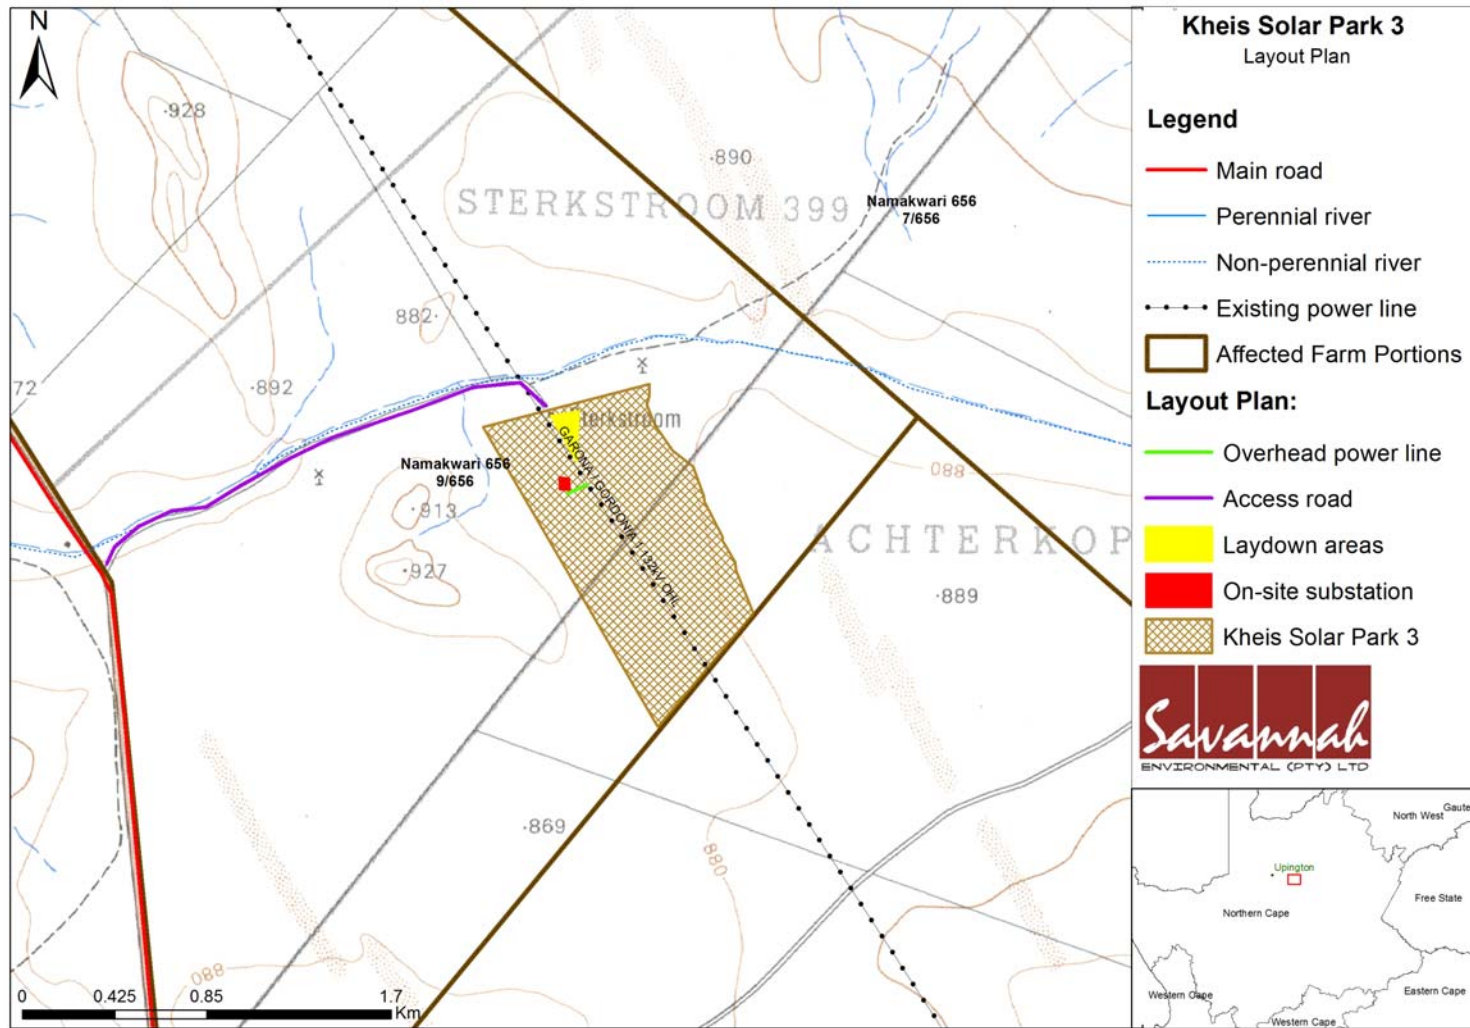 N
·928
·890
STERKSTROOM 399
Namakwari 656
7/656
882·
72
·892
Sterkstroom
Namakwari 656
9/656
·913
·927
GARONA / GORDONIA 1 132kV OHL
088
ACHTERKOP
·889
·869
880
088
0 0.425 0.85 1.7
Km
Kheis Solar Park 3
Layout Plan
Legend
Main road
Perennial river
Non-perennial river
Existing power line
Affected Farm Portions
Layout Plan:
Overhead power line
Access road
Laydown areas
On-site substation
Kheis Solar Park 3
Savannah
ENVIRONMENTAL (PTY) LTD
North West
Gaute
Upington
Northern Cape
Free State
Western Cape
Eastern Cape
Western Cape